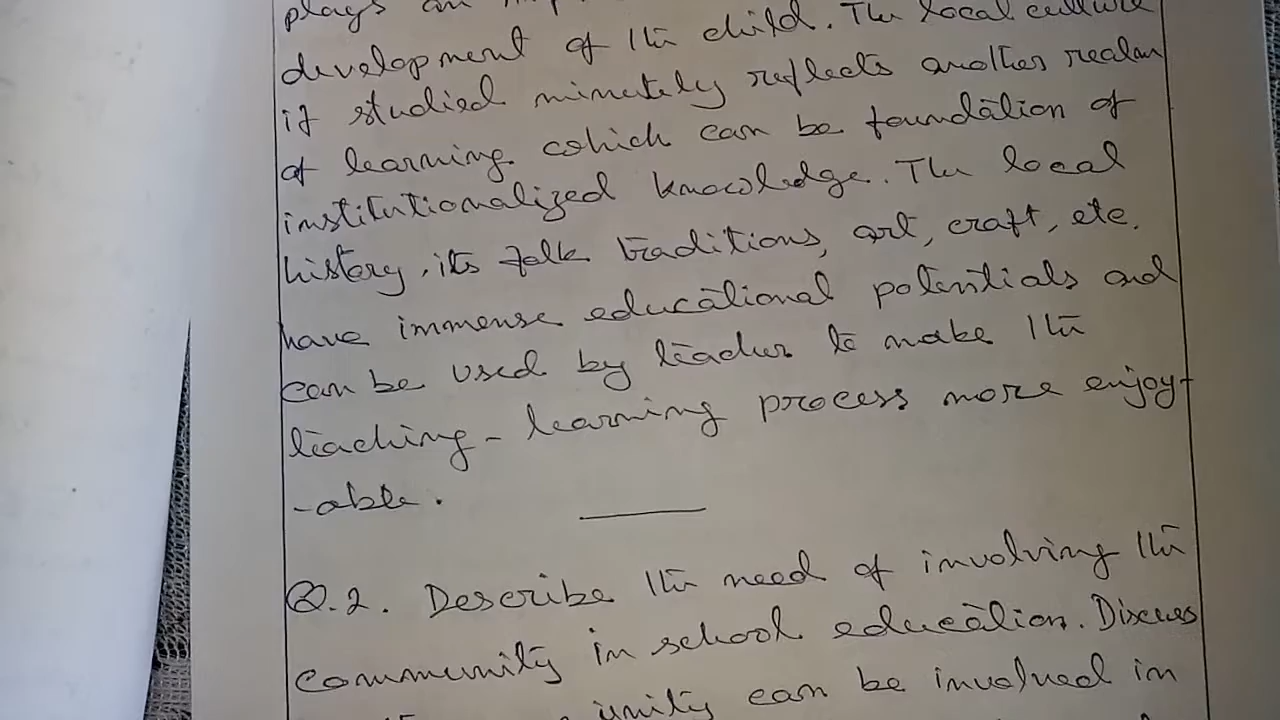 plays an
development of the child. The local culture
if studied minutely reflects another realm
of learning which can be foundation of
institutionalized knowledge. The local
history, its folk traditions, art, craft, etc.
have immense educational potentials and
can be used by teacher to make the
teaching - learning process more enjoy-
-able.
Q.2. Describe the need of involving the
community in school education. Discuss
can be involved in